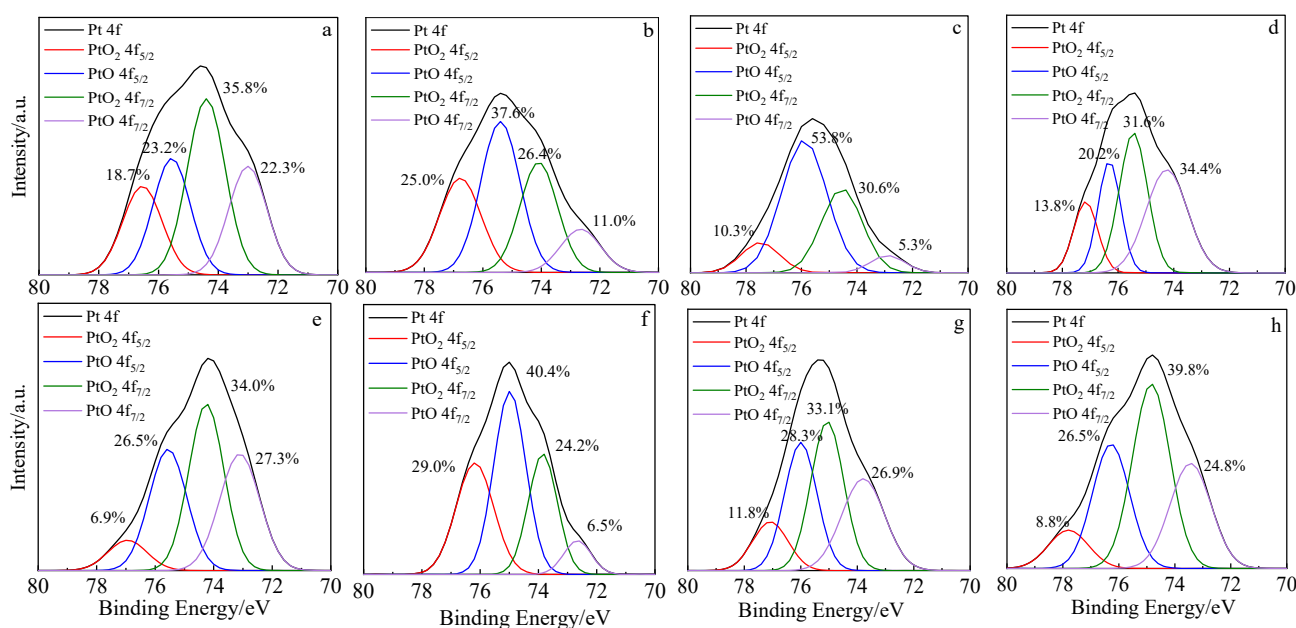 Intensity/a.u.
a
Pt 4f
PtO₂ 4f₅/₂
PtO 4f₅/₂
PtO₂ 4f₇/₂
PtO 4f₇/₂
35.8%
23.2%
18.7%
22.3%
80 78 76 74 72 70
b
Pt 4f
PtO₂ 4f₅/₂
PtO 4f₅/₂
PtO₂ 4f₇/₂
PtO 4f₇/₂
37.6%
26.4%
25.0%
11.0%
80 78 76 74 72 70
c
Pt 4f
PtO₂ 4f₅/₂
PtO 4f₅/₂
PtO₂ 4f₇/₂
PtO 4f₇/₂
53.8%
30.6%
10.3%
5.3%
80 78 76 74 72 70
d
Pt 4f
PtO₂ 4f₅/₂
PtO 4f₅/₂
PtO₂ 4f₇/₂
PtO 4f₇/₂
31.6%
20.2%
34.4%
13.8%
80 78 76 74 72 70
Intensity/a.u.
e
Pt 4f
PtO₂ 4f₅/₂
PtO 4f₅/₂
PtO₂ 4f₇/₂
PtO 4f₇/₂
34.0%
26.5%
27.3%
6.9%
80 78 76 74 72 70
Binding Energy/eV
f
Pt 4f
PtO₂ 4f₅/₂
PtO 4f₅/₂
PtO₂ 4f₇/₂
PtO 4f₇/₂
40.4%
24.2%
29.0%
6.5%
80 78 76 74 72 70
Binding Energy/eV
g
Pt 4f
PtO₂ 4f₅/₂
PtO 4f₅/₂
PtO₂ 4f₇/₂
PtO 4f₇/₂
33.1%
28.3%
26.9%
11.8%
80 78 76 74 72 70
Binding Energy/eV
h
Pt 4f
PtO₂ 4f₅/₂
PtO 4f₅/₂
PtO₂ 4f₇/₂
PtO 4f₇/₂
39.8%
26.5%
24.8%
8.8%
80 78 76 74 72 70
Binding Energy/eV